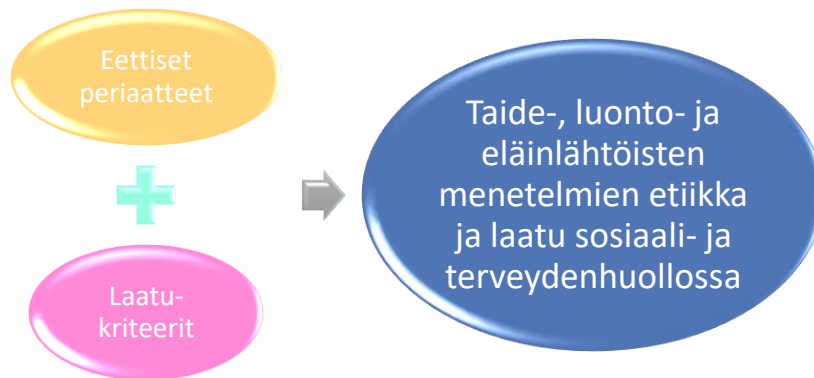 Eettiset
periaatteet
Laatu-
kriteerit
Taide-, luonto- ja
eläinlähtöisten
menetelmien etiikka
ja laatu sosiaali- ja
terveydenhuollossa